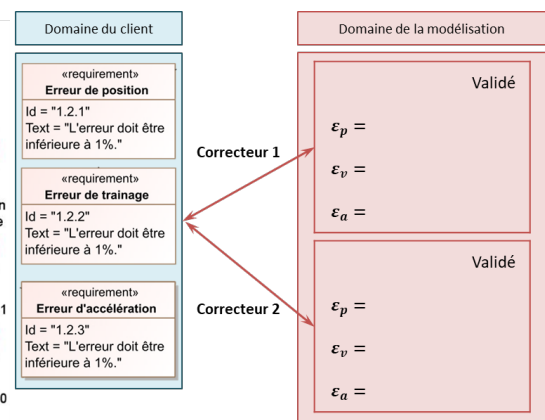 Domaine du client
«requirement»
Erreur de position
Id = "1.2.1"
Text = "L'erreur doit être
inférieure à 1%."
«requirement»
Erreur de trainage
Id = "1.2.2"
Text = "L'erreur doit être
inférieure à 1%."
«requirement»
Erreur d'accélération
Id = "1.2.3"
Text = "L'erreur doit être
inférieure à 1%."
n
e
1
0
Correcteur 1
Correcteur 2
Domaine de la modélisation
Validé
εp =
εv =
εa =
Validé
εp =
εv =
εa =